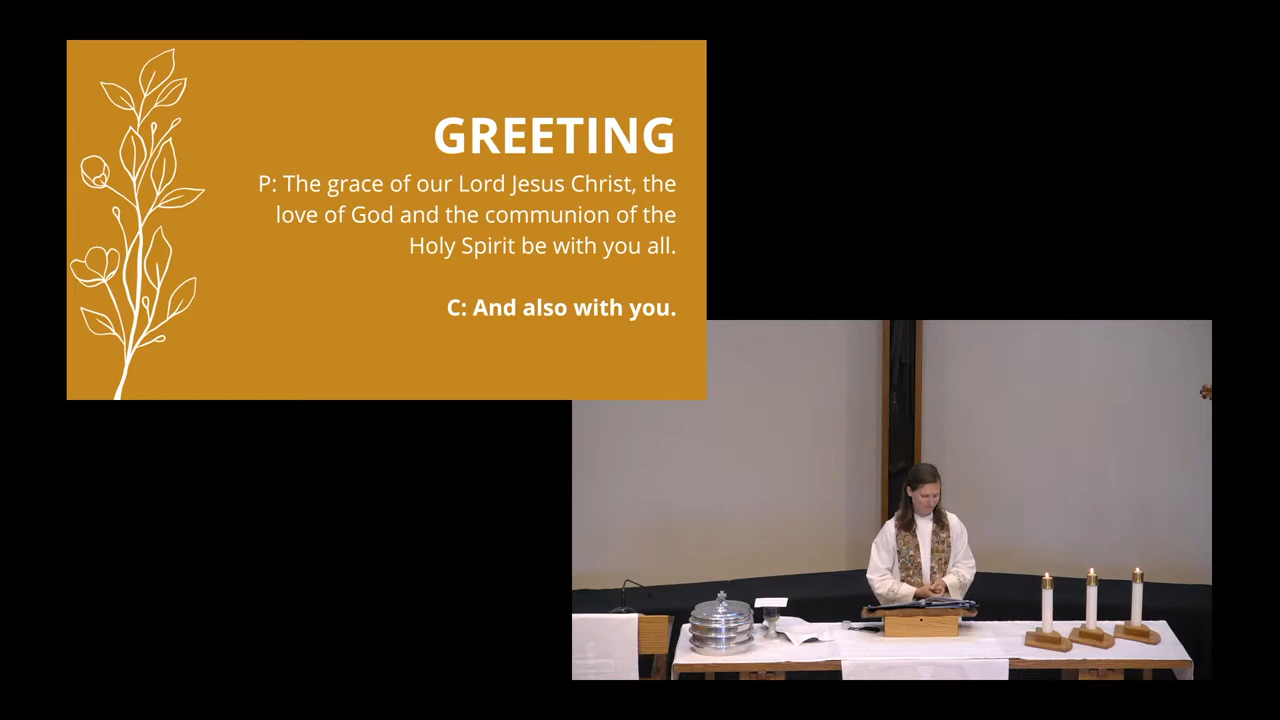 GREETING
P: The grace of our Lord Jesus Christ, the
love of God and the communion of the
Holy Spirit be with you all.
C: And also with you.